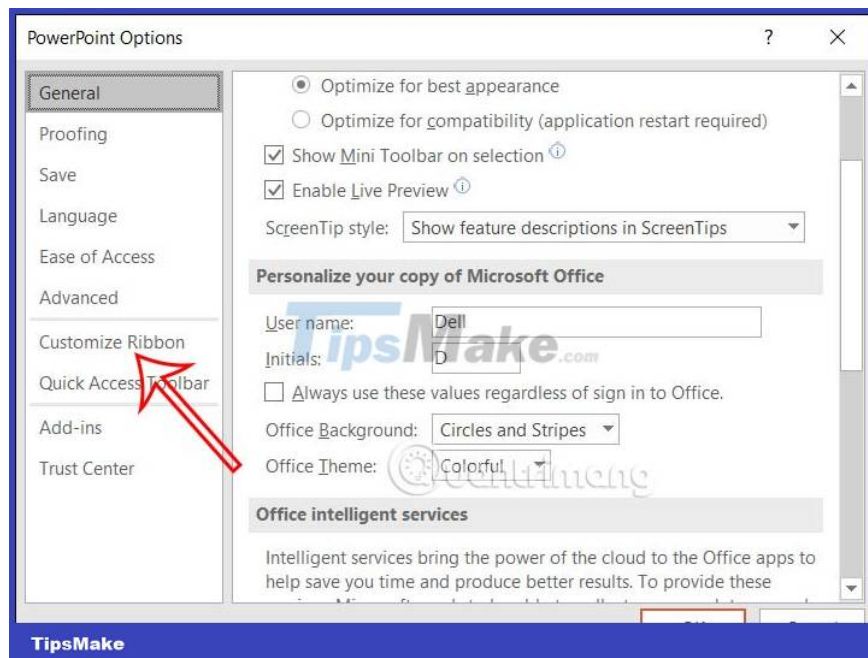 PowerPoint Options
?
General
Proofing
Save
Language
Ease of Access
Advanced
Customize Ribbon
Quick Access Toolbar
Add-ins
Trust Center
Optimize for best appearance
Optimize for compatibility (application restart required)
Show Mini Toolbar on selection
Enable Live Preview
ScreenTip style: Show feature descriptions in ScreenTips
Personalize your copy of Microsoft Office
User name: Dell
Initials: D
TipsMake.com
Always use these values regardless of sign in to Office.
Office Background: Circles and Stripes
Office Theme: Colorful
Quantrimang
Office intelligent services
Intelligent services bring the power of the cloud to the Office apps to
help save you time and produce better results. To provide these
TipsMake